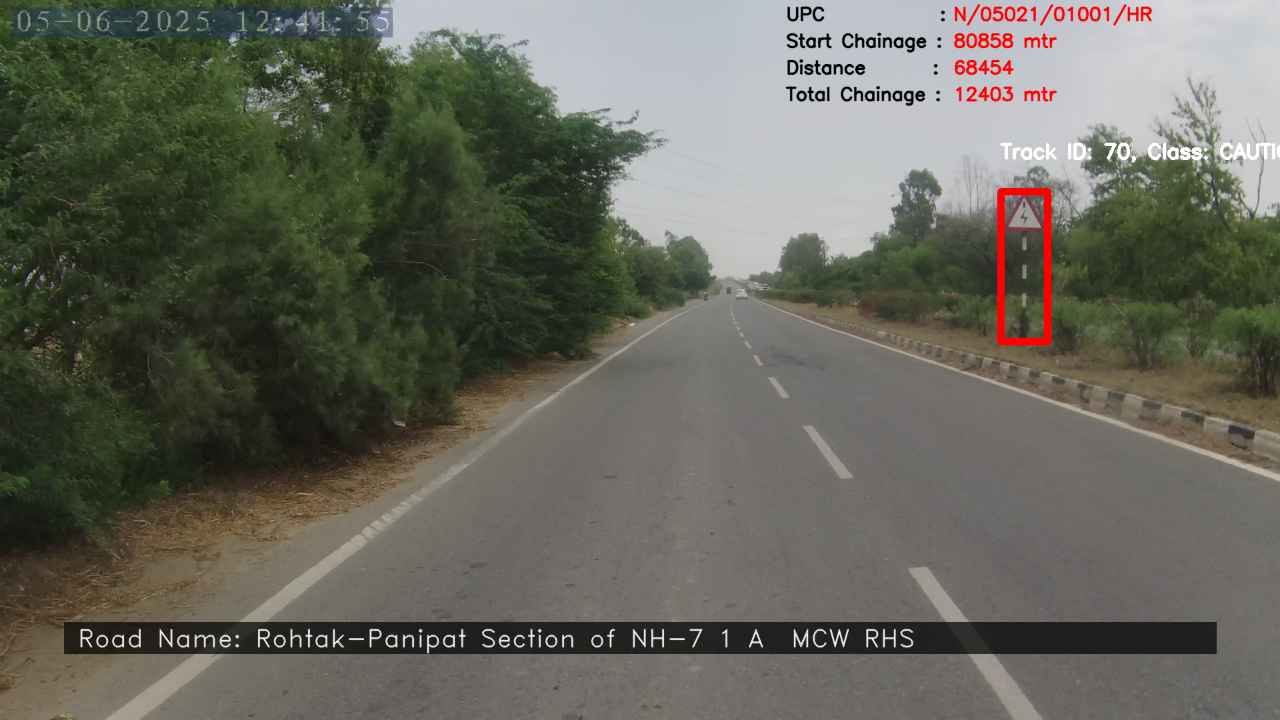 05-06-2025 12:41:55
UPC : N/05021/01001/HR
Start Chainage : 80858 mtr
Distance : 68454
Total Chainage : 12403 mtr
Track ID: 70, Class: CAUTI
Road Name: Rohtak-Panipat Section of NH-7 1 A MCW RHS